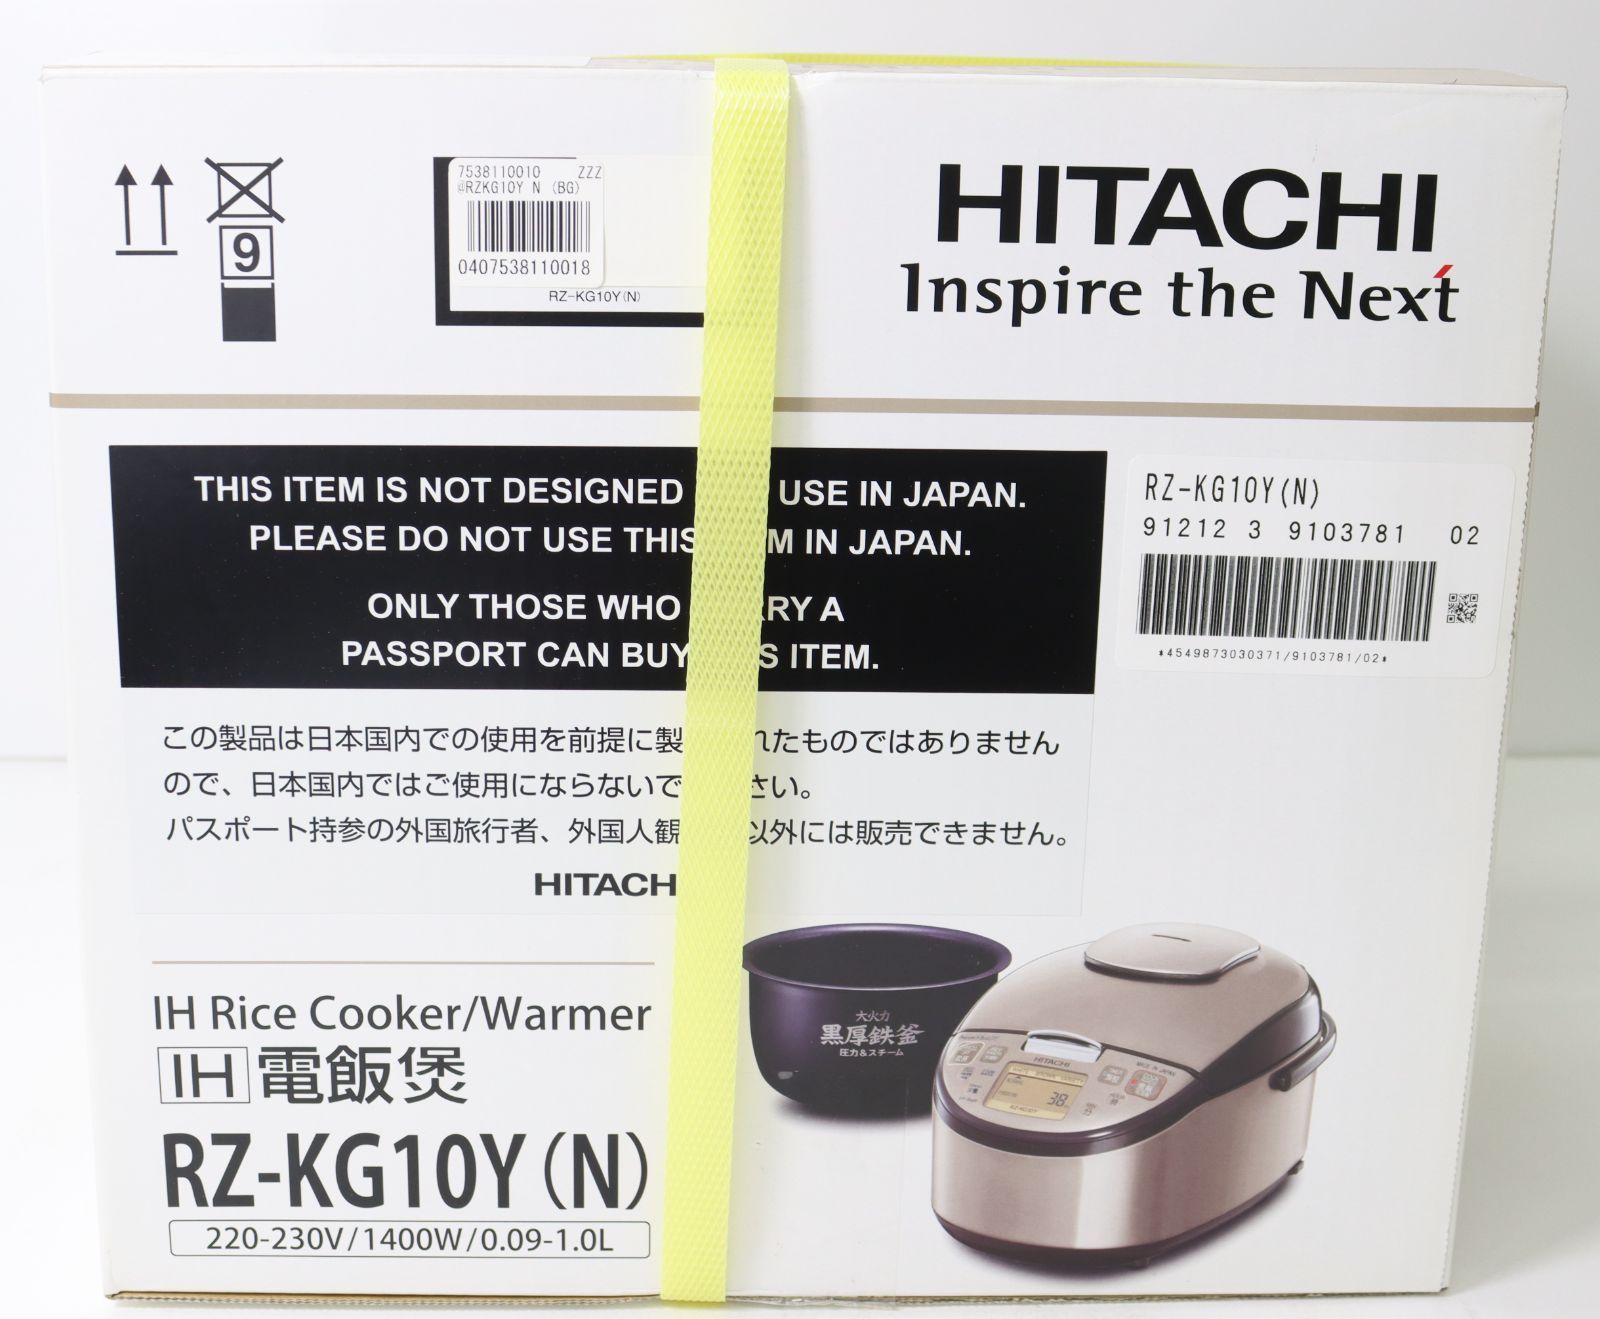 7538110010 ZZZ
@RZKG10Y N (BG)
0407538110018
RZ-KG10Y(N)
9
HITACHI
Inspire the Next
THIS ITEM IS NOT DESIGNED USE IN JAPAN.
PLEASE DO NOT USE THIS M IN JAPAN.
ONLY THOSE WHO RRY A
PASSPORT CAN BUY S ITEM.
RZ-KG10Y(N)
91212 3 9103781 02
*4549873030371/9103781/02*
この製品は日本国内での使用を前提に製 れたものではありません
ので、日本国内ではご使用にならないで さい。
パスポート持参の外国旅行者、外国人観 以外には販売できません。
HITACHI
IH Rice Cooker/Warmer
IH 電飯煲
RZ-KG10Y(N)
220-230V/1400W/0.09-1.0L
大火力
黒厚鉄釜
圧力&スチーム
HITACHI
MADE IN JAPAN
38